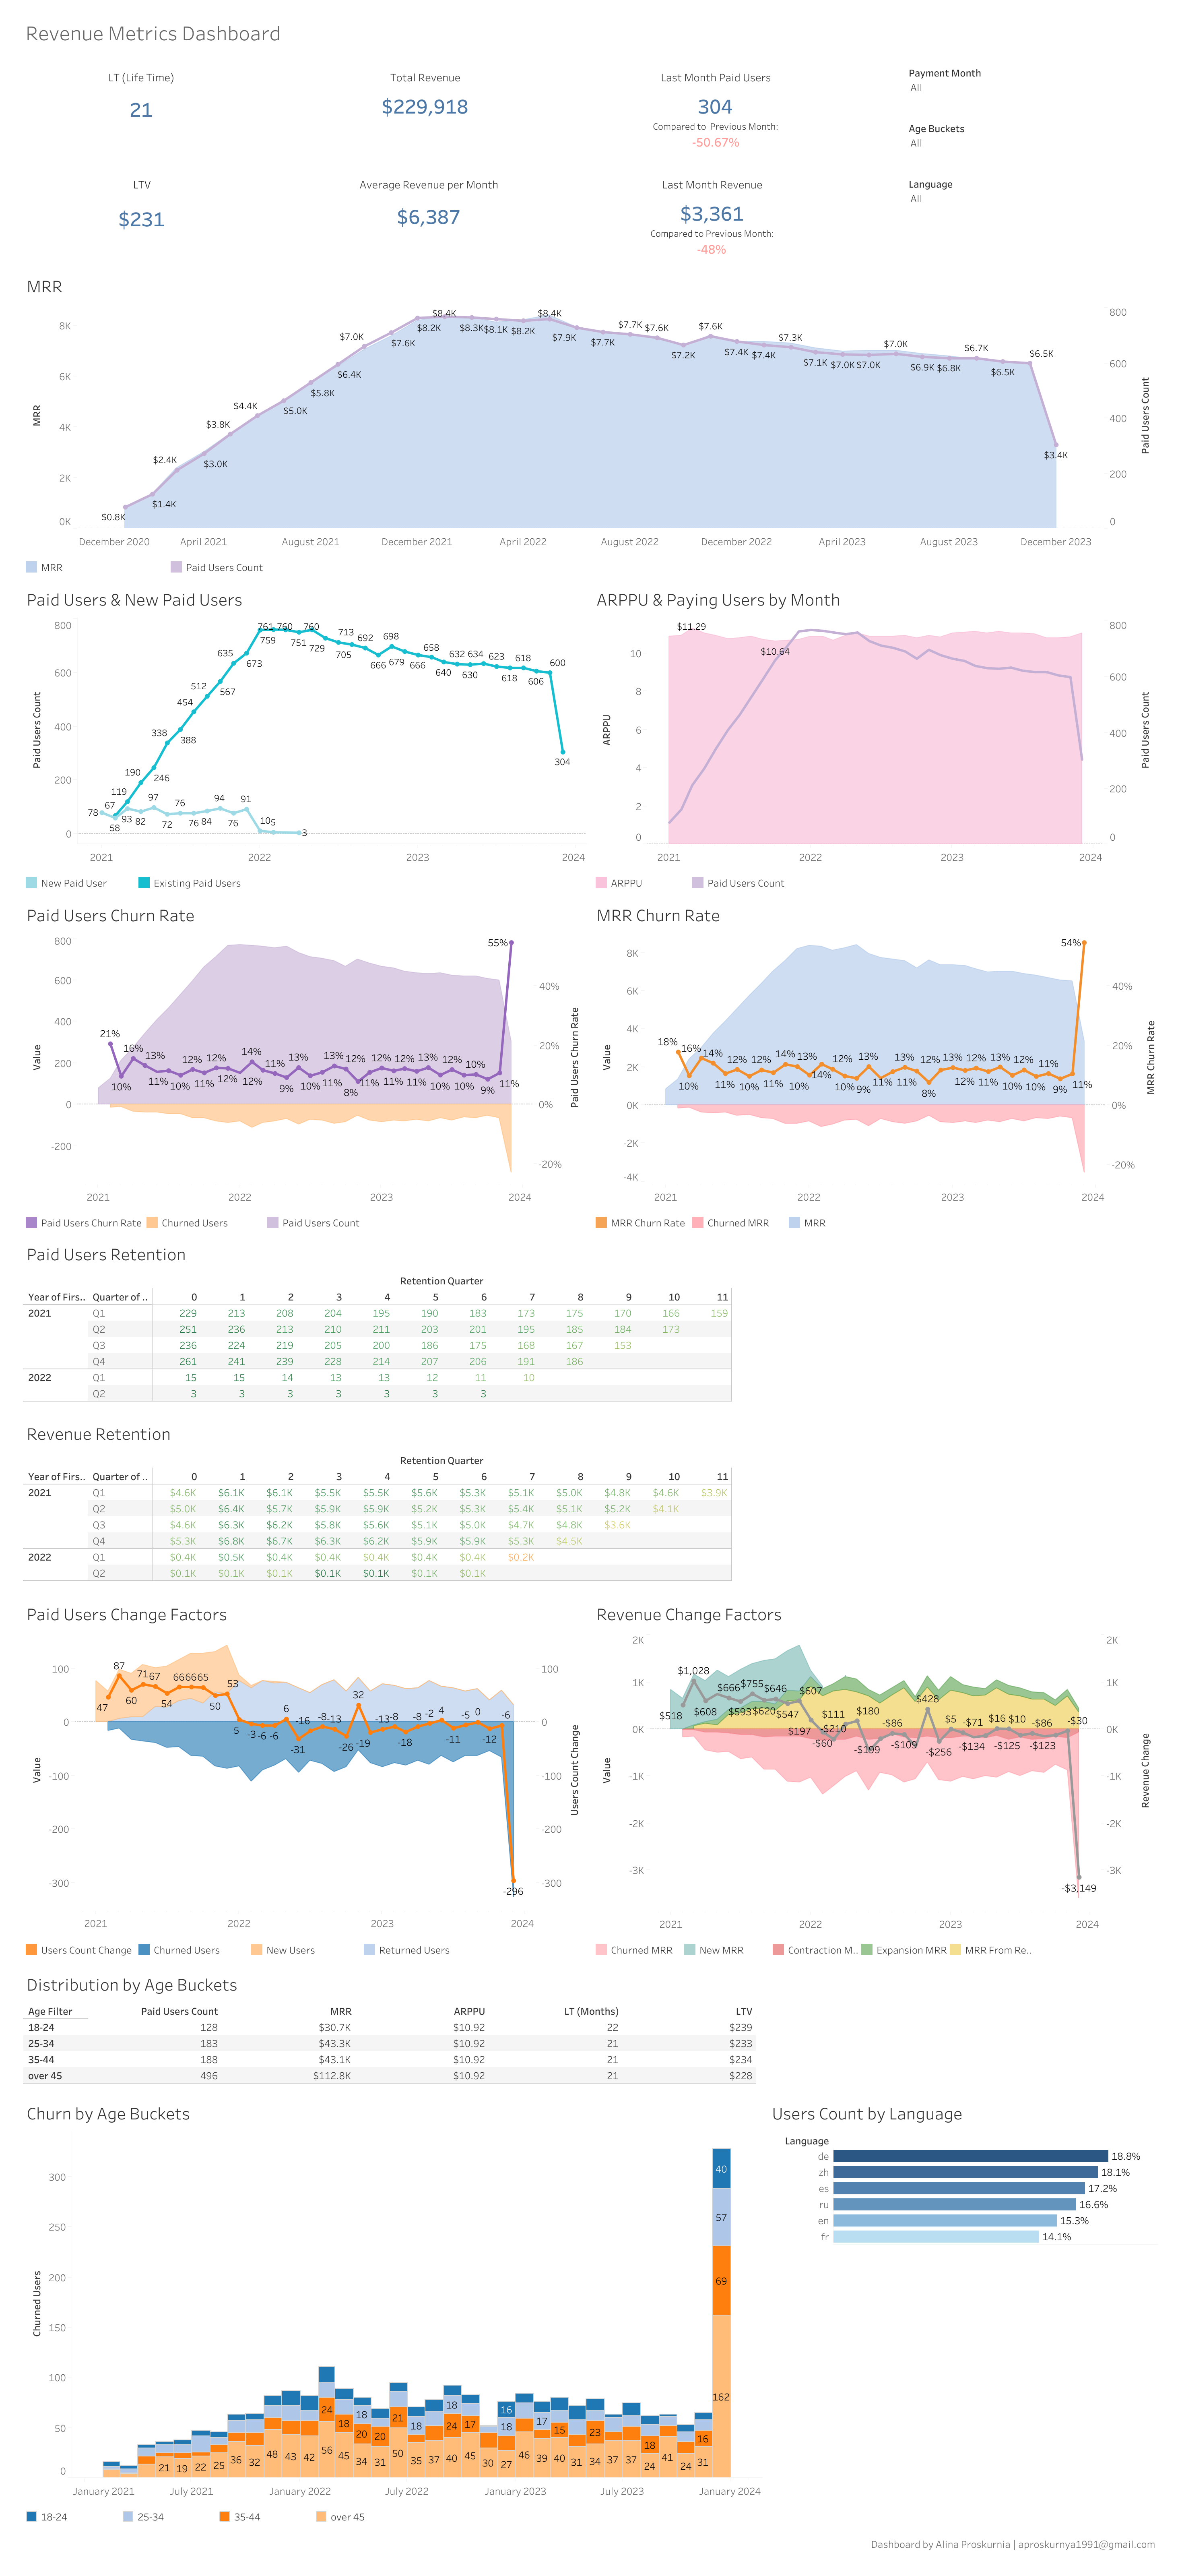 Revenue Metrics Dashboard
LT (Life Time)
21
Total Revenue
$229,918
Last Month Paid Users
304
Compared to Previous Month:
-50.67%
Payment Month
All
Age Buckets
All
LTV
$231
Average Revenue per Month
$6,387
Last Month Revenue
$3,361
Compared to Previous Month:
-48%
Language
All
MRR
8K
6K
4K
2K
0K
MRR
$0.8K
$1.4K
$2.4K
$3.0K
$3.8K
$4.4K
$5.0K
$5.8K
$6.4K
$7.0K
$7.6K
$8.2K
$8.4K
$8.3K
$8.1K
$8.2K
$8.4K
$7.9K
$7.7K
$7.7K
$7.6K
$7.2K
$7.6K
$7.4K
$7.4K
$7.3K
$7.1K
$7.0K
$7.0K
$7.0K
$6.9K
$6.8K
$6.7K
$6.5K
$6.5K
$3.4K
800
600
400
200
0
Paid Users Count
December 2020 April 2021 August 2021 December 2021 April 2022 August 2022 December 2022 April 2023 August 2023 December 2023
MRR Paid Users Count
Paid Users & New Paid Users
800
600
400
200
0
Paid Users Count
78
58
93
82
97
72
76
76
84
94
76
91
10
5
3
67
119
190
246
338
388
454
512
567
635
673
761
759
760
751
760
729
713
705
692
666
698
679
666
658
640
632
630
634
623
618
618
606
600
304
2021 2022 2023 2024
New Paid User Existing Paid Users
ARPPU & Paying Users by Month
10
8
6
4
2
0
ARPPU
$11.29
$10.64
800
600
400
200
0
Paid Users Count
2021 2022 2023 2024
ARPPU Paid Users Count
Paid Users Churn Rate
800
600
400
200
0
-200
Value
21%
10%
16%
13%
11%
10%
12%
11%
12%
12%
14%
12%
11%
9%
13%
10%
11%
13%
12%
8%
11%
12%
11%
12%
11%
13%
10%
12%
10%
10%
9%
11%
55%
40%
20%
0%
-20%
Paid Users Churn Rate
2021 2022 2023 2024
Paid Users Churn Rate Churned Users Paid Users Count
MRR Churn Rate
8K
6K
4K
2K
0K
-2K
-4K
Value
18%
10%
16%
14%
11%
12%
10%
12%
11%
12%
14%
13%
10%
14%
12%
10%
9%
13%
11%
11%
13%
12%
8%
12%
13%
12%
11%
11%
13%
10%
12%
10%
11%
9%
11%
54%
40%
20%
0%
-20%
MRR Churn Rate
2021 2022 2023 2024
MRR Churn Rate Churned MRR MRR
Paid Users Retention
Retention Quarter
Year of Firs.. Quarter of .. 0 1 2 3 4 5 6 7 8 9 10 11
2021 Q1 229 213 208 204 195 190 183 173 175 170 166 159
Q2 251 236 213 210 211 203 201 195 185 184 173
Q3 236 224 219 205 200 186 175 168 167 153
Q4 261 241 239 228 214 207 206 191 186
2022 Q1 15 15 14 13 13 12 11 10
Q2 3 3 3 3 3 3 3
Revenue Retention
Retention Quarter
Year of Firs.. Quarter of .. 0 1 2 3 4 5 6 7 8 9 10 11
2021 Q1 $4.6K $6.1K $6.1K $5.5K $5.5K $5.6K $5.3K $5.1K $5.0K $4.8K $4.6K $3.9K
Q2 $5.0K $6.4K $5.7K $5.9K $5.9K $5.2K $5.3K $5.4K $5.1K $5.2K $4.1K
Q3 $4.6K $6.3K $6.2K $5.8K $5.6K $5.1K $5.0K $4.7K $4.8K $3.6K
Q4 $5.3K $6.8K $6.7K $6.3K $6.2K $5.9K $5.9K $5.3K $4.5K
2022 Q1 $0.4K $0.5K $0.4K $0.4K $0.4K $0.4K $0.4K $0.2K
Q2 $0.1K $0.1K $0.1K $0.1K $0.1K $0.1K $0.1K
Paid Users Change Factors
100
0
-100
-200
-300
Value
47
87
60
71
67
54
66
66
65
50
53
5
-3
-6
-6
6
-31
-16
-8
-13
-26
32
-19
-13
-8
-18
-8
-2
4
-11
-5
0
-12
-6
-296
100
0
-100
-200
-300
Users Count Change
2021 2022 2023 2024
Users Count Change Churned Users New Users Returned Users
Revenue Change Factors
2K
1K
0K
-1K
-2K
-3K
Value
$518
$1,028
$608
$666
$593
$755
$620
$646
$547
$607
$197
-$60
$111
-$210
$180
-$199
-$86
-$109
$428
-$256
$5
-$134
-$71
$16
$10
-$125
-$123
-$86
-$30
-$3,149
2K
1K
0K
-1K
-2K
-3K
Revenue Change
2021 2022 2023 2024
Churned MRR New MRR Contraction M.. Expansion MRR MRR From Re..
Distribution by Age Buckets
Age Filter Paid Users Count MRR ARPPU LT (Months) LTV
18-24 128 $30.7K $10.92 22 $239
25-34 183 $43.3K $10.92 21 $233
35-44 188 $43.1K $10.92 21 $234
over 45 496 $112.8K $10.92 21 $228
Churn by Age Buckets
300
250
200
150
100
50
0
Churned Users
21 19 22 25 36 32 48 43 42 56 45 34 31 50 35 37 40 45 30 27 46 39 40 31 34 37 37 24 41 24 31 162
24 18 20 20 21 24 17 15 23 18 16 69
18 18 18 18 17 57
16 40
January 2021 July 2021 January 2022 July 2022 January 2023 July 2023 January 2024
18-24 25-34 35-44 over 45
Users Count by Language
Language
de 18.8%
zh 18.1%
es 17.2%
ru 16.6%
en 15.3%
fr 14.1%
Dashboard by Alina Proskurnia | aproskurnya1991@gmail.com